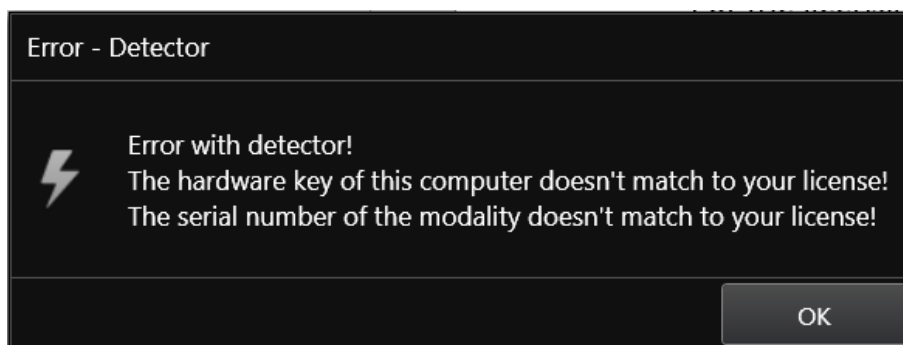 Error - Detector
Error with detector!
The hardware key of this computer doesn't match to your license!
The serial number of the modality doesn't match to your license!
OK